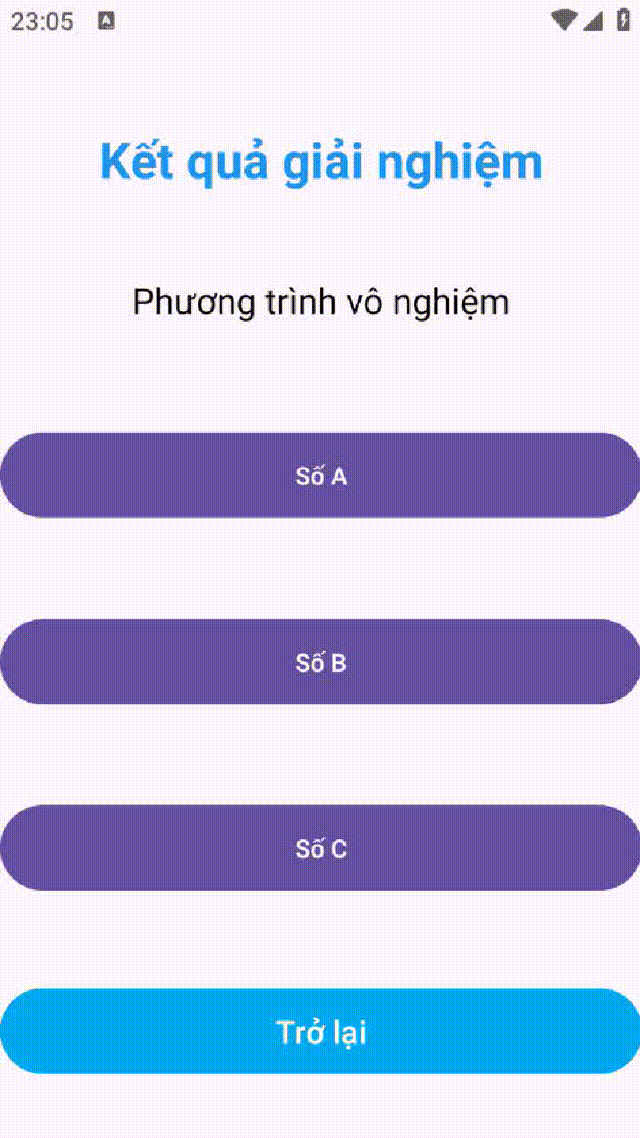 23:05
Kết quả giải nghiệm
Phương trình vô nghiệm
Số A
Số B
Số C
Trở lại